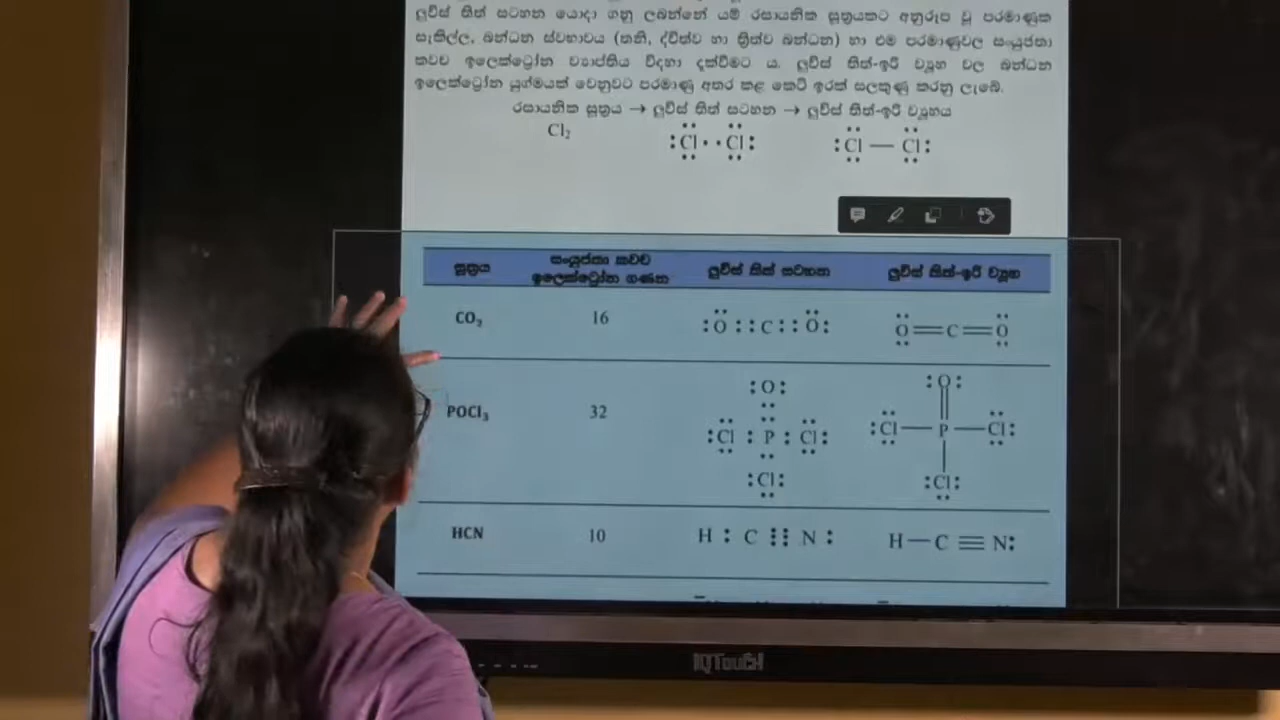 ලුවිස් තිත් සටහන යොදා ගනු ලබන්නේ යම් රසායනික සූත්‍රයකට අනුරූප වූ පරමාණුක
සැකිල්ල, බන්ධන ස්වභාවය (තනි, ද්විත්ව හා ත්‍රිත්ව බන්ධන) හා එම පරමාණුවල සංයුජතා
කවච ඉලෙක්ට්‍රෝන ව්‍යාප්තිය විදහා දැක්වීමට ය. ලුවිස් තිත්-ඉරි ව්‍යුහ වල බන්ධන
ඉලෙක්ට්‍රෝන යුග්මයක් වෙනුවට පරමාණු අතර කළ කෙටි ඉරක් සලකුණු කරනු ලැබේ.
රසායනික සූත්‍රය → ලුවිස් තිත් සටහන → ලුවිස් තිත්-ඉරි ව්‍යුහය
Cl₂ :Cl··Cl: :Cl — Cl:
සූත්‍රය සංයුජතා කවච ඉලෙක්ට්‍රෝන ගණන ලුවිස් තිත් සටහන ලුවිස් තිත්-ඉරි ව්‍යුහ
CO₂ 16 :O::C::O: O=C=O
:O: :O:
POCl₃ 32 :Cl : P : Cl: :Cl—P—Cl:
:Cl: :Cl:
HCN 10 H : C ⫶⫶ N : H—C≡N:
IQTouCH